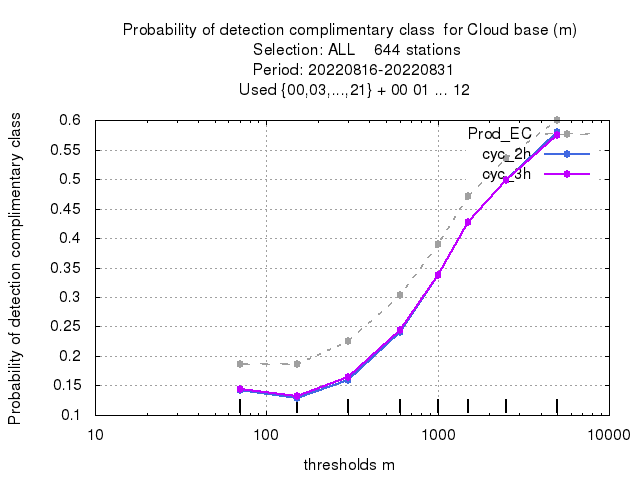 Probability of detection complimentary class  for Cloud base (m)
Selection: ALL    644 stations
Period: 20220816-20220831
Used {00,03,...,21} + 00 01 ... 12
Probability of detection complimentary class
0.6
0.55
0.5
0.45
0.4
0.35
0.3
0.25
0.2
0.15
0.1
Prod_EC
cyc_2h
cyc_3h
10
100
1000
10000
thresholds m